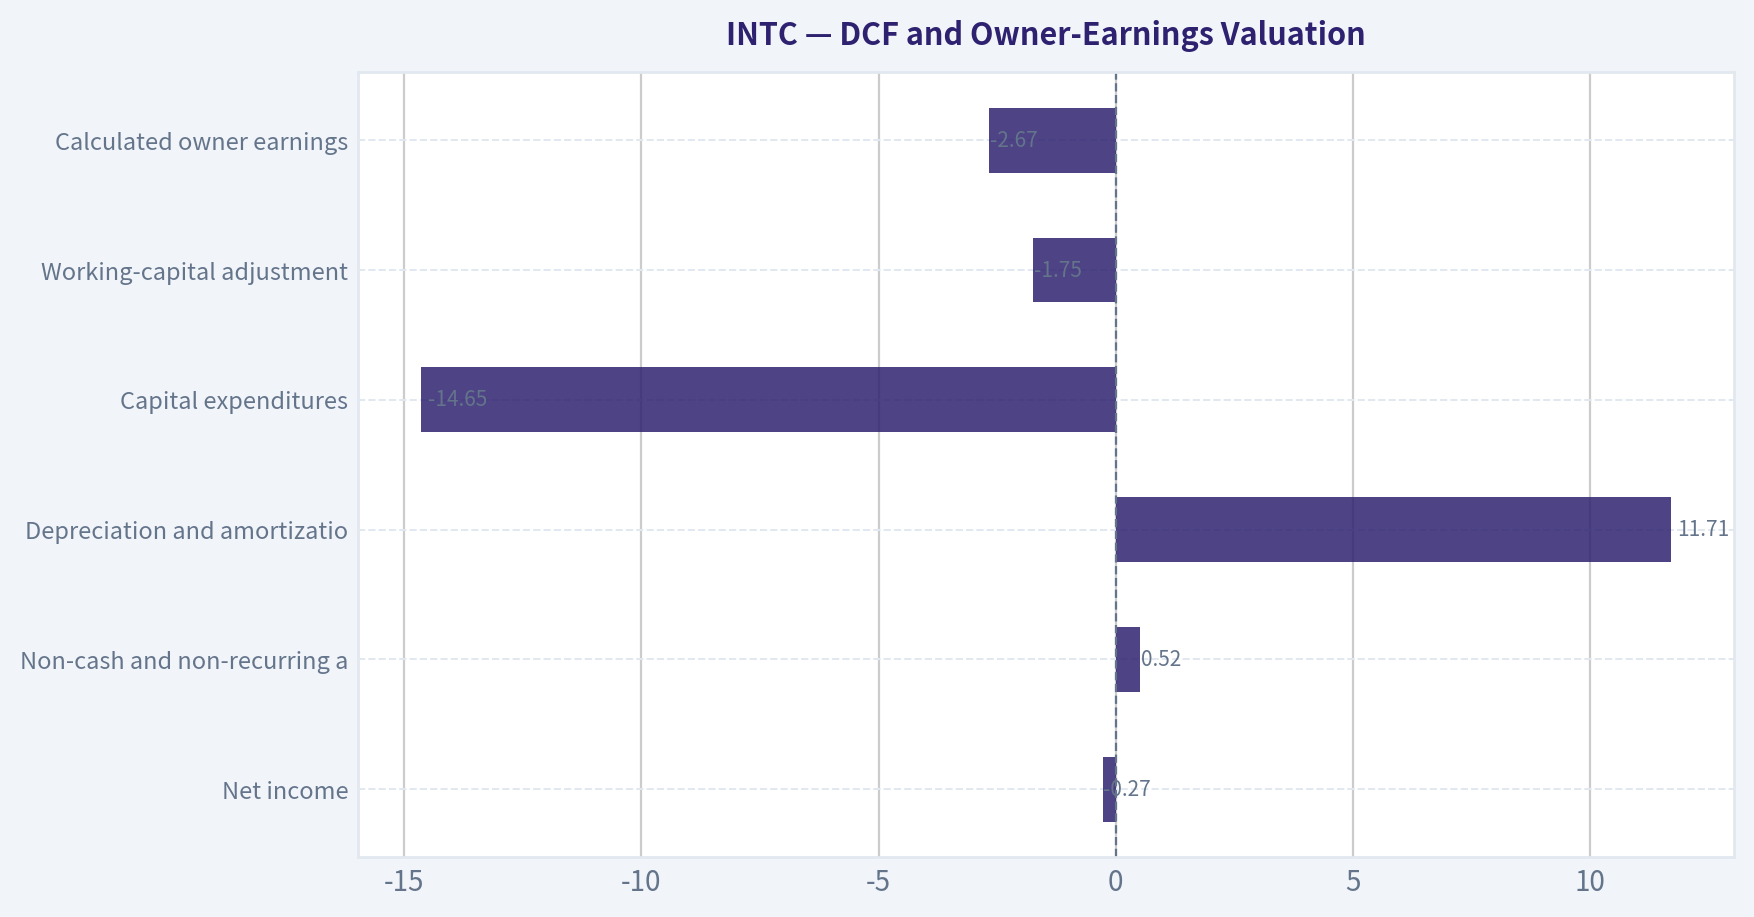 INTC — DCF and Owner-Earnings Valuation
Calculated owner earnings
-2.67
Working-capital adjustment
-1.75
Capital expenditures
-14.65
Depreciation and amortizatio
11.71
Non-cash and non-recurring a
0.52
Net income
-0.27
-15 -10 -5 0 5 10